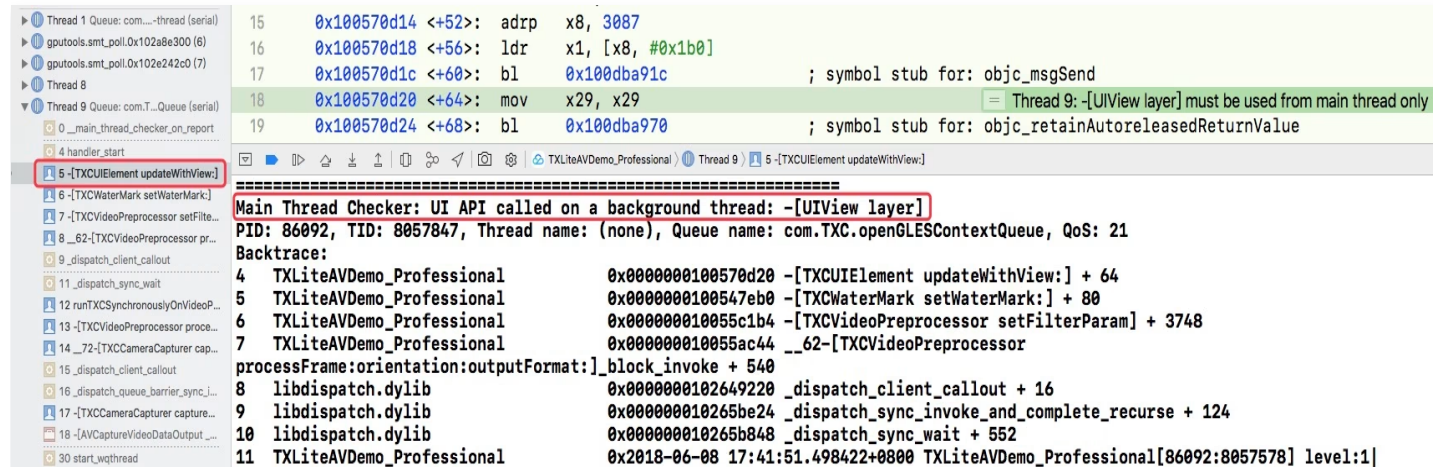 Thread 1 Queue: com....-thread (serial)
gputools.smt_poll.0x102a8e300 (6)
gputools.smt_poll.0x102e242c0 (7)
Thread 8
Thread 9 Queue: com.T...Queue (serial)
0 __main_thread_checker_on_report
4 handler_start
5 -[TXCUIElement updateWithView:]
6 -[TXCWaterMark setWaterMark:]
7 -[TXCVideoPreprocessor setFilte...
8 __62-[TXCVideoPreprocessor pr...
9 _dispatch_client_callout
11 _dispatch_sync_wait
12 runTXCSynchronouslyOnVideoP...
13 -[TXCVideoPreprocessor proce...
14 __72-[TXCCameraCapturer cap...
15 _dispatch_client_callout
16 _dispatch_queue_barrier_sync_i...
17 -[TXCCameraCapturer capture...
18 -[AVCaptureVideoDataOutput _...
30 start_wqthread
15 0x100570d14 <+52>: adrp x8, 3087
16 0x100570d18 <+56>: ldr x1, [x8, #0x1b0]
17 0x100570d1c <+60>: bl 0x100dba91c ; symbol stub for: objc_msgSend
18 0x100570d20 <+64>: mov x29, x29 = Thread 9: -[UIView layer] must be used from main thread only
19 0x100570d24 <+68>: bl 0x100dba970 ; symbol stub for: objc_retainAutoreleasedReturnValue
TXLiteAVDemo_Professional 〉 Thread 9 〉 5 -[TXCUIElement updateWithView:]
=================================================================
Main Thread Checker: UI API called on a background thread: -[UIView layer]
PID: 86092, TID: 8057847, Thread name: (none), Queue name: com.TXC.openGLESContextQueue, QoS: 21
Backtrace:
4 TXLiteAVDemo_Professional 0x0000000100570d20 -[TXCUIElement updateWithView:] + 64
5 TXLiteAVDemo_Professional 0x0000000100547eb0 -[TXCWaterMark setWaterMark:] + 80
6 TXLiteAVDemo_Professional 0x000000010055c1b4 -[TXCVideoPreprocessor setFilterParam] + 3748
7 TXLiteAVDemo_Professional 0x000000010055ac44 __62-[TXCVideoPreprocessor
processFrame:orientation:outputFormat:]_block_invoke + 540
8 libdispatch.dylib 0x0000000102649220 _dispatch_client_callout + 16
9 libdispatch.dylib 0x000000010265be24 _dispatch_sync_invoke_and_complete_recurse + 124
10 libdispatch.dylib 0x000000010265b848 _dispatch_sync_wait + 552
11 TXLiteAVDemo_Professional 0x2018-06-08 17:41:51.498422+0800 TXLiteAVDemo_Professional[86092:8057578] level:1|